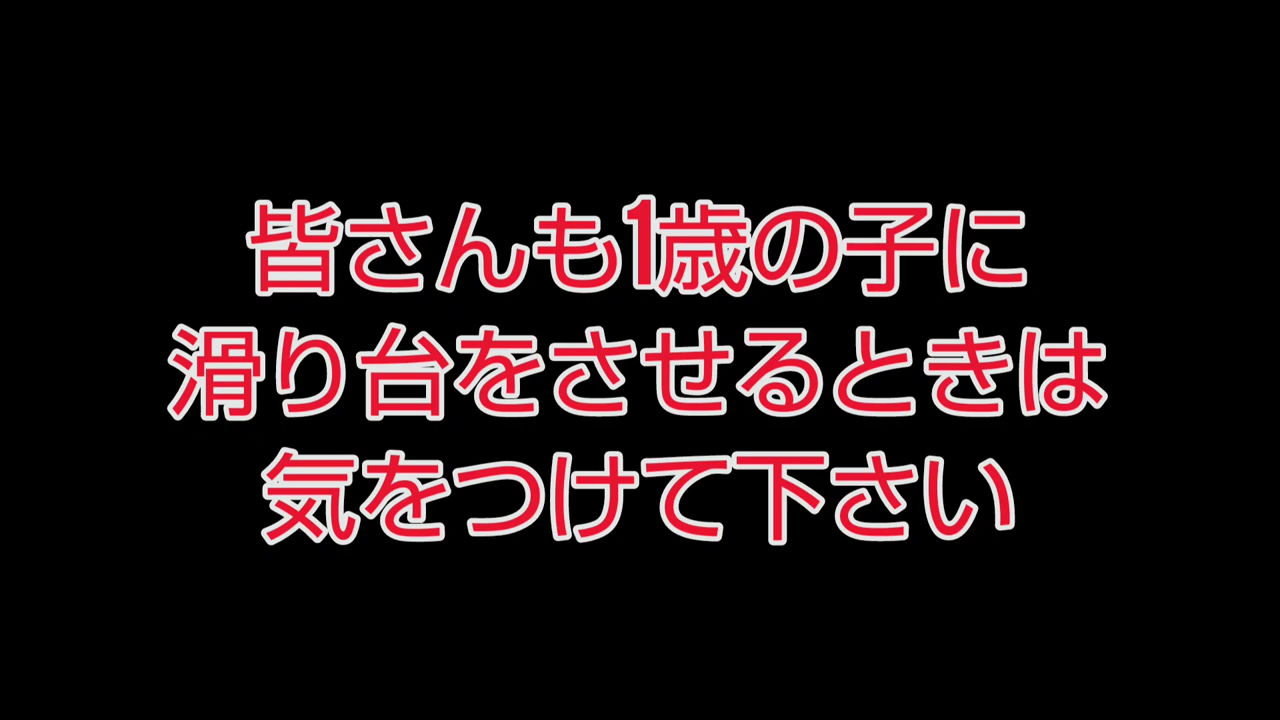 皆さんも1歳の子に
滑り台をさせるときは
気をつけて下さい